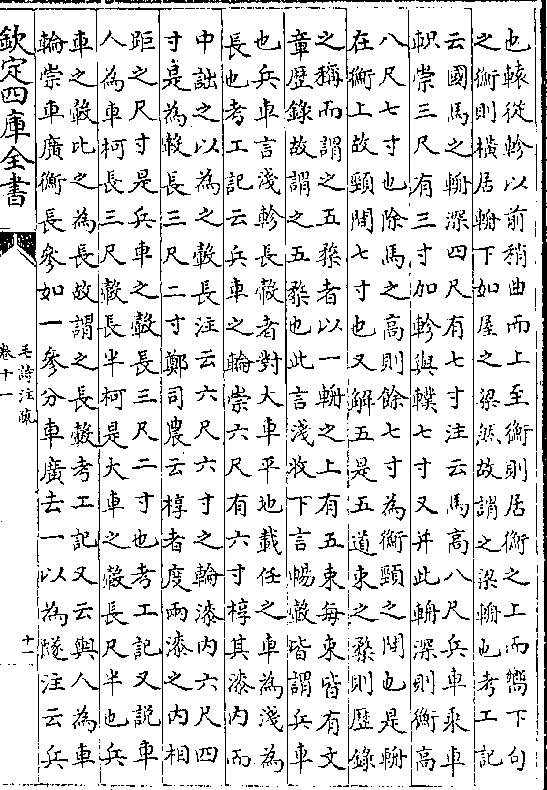 也轅從軫以前稍曲而上至衡則居衡之上而嚮下句
之衡則橫居輈下如屋之梁然故謂之梁輈也考工記
云國馬之輈深四尺有七寸注云馬高八尺兵車乘車
軹崇三尺有三寸加軫與轐七寸又并此輈深則衡高
八尺七寸也除馬之高則餘七寸為衡頸之間也是輈
在衡上故頸間七寸也又解五是五道束之楘則歷錄
之稱而謂之五楘者以一輈之上有五束每束皆有文
章歷錄故謂之五楘也此言淺收下言暢轂皆謂兵車
也兵車言淺軫長轂者對大車平地載任之車為淺為
長也考工記云兵車之輪崇六尺有六寸椁其漆內而
中詘之以為之轂長注云六尺六寸之輪漆內六尺四
寸是為轂長三尺二寸鄭司農云椁者度兩漆之內相
距之尺寸是兵車之轂長三尺二寸也考工記又說車
人為車柯長三尺轂長半柯是大車之轂長尺半也兵
車之轂比之為長故謂之長轂考工記又云輿人為車
輪崇車廣衡長參如一參分車廣去一以為隧注云兵
欽定四庫全書
毛詩注疏
卷十一
十一